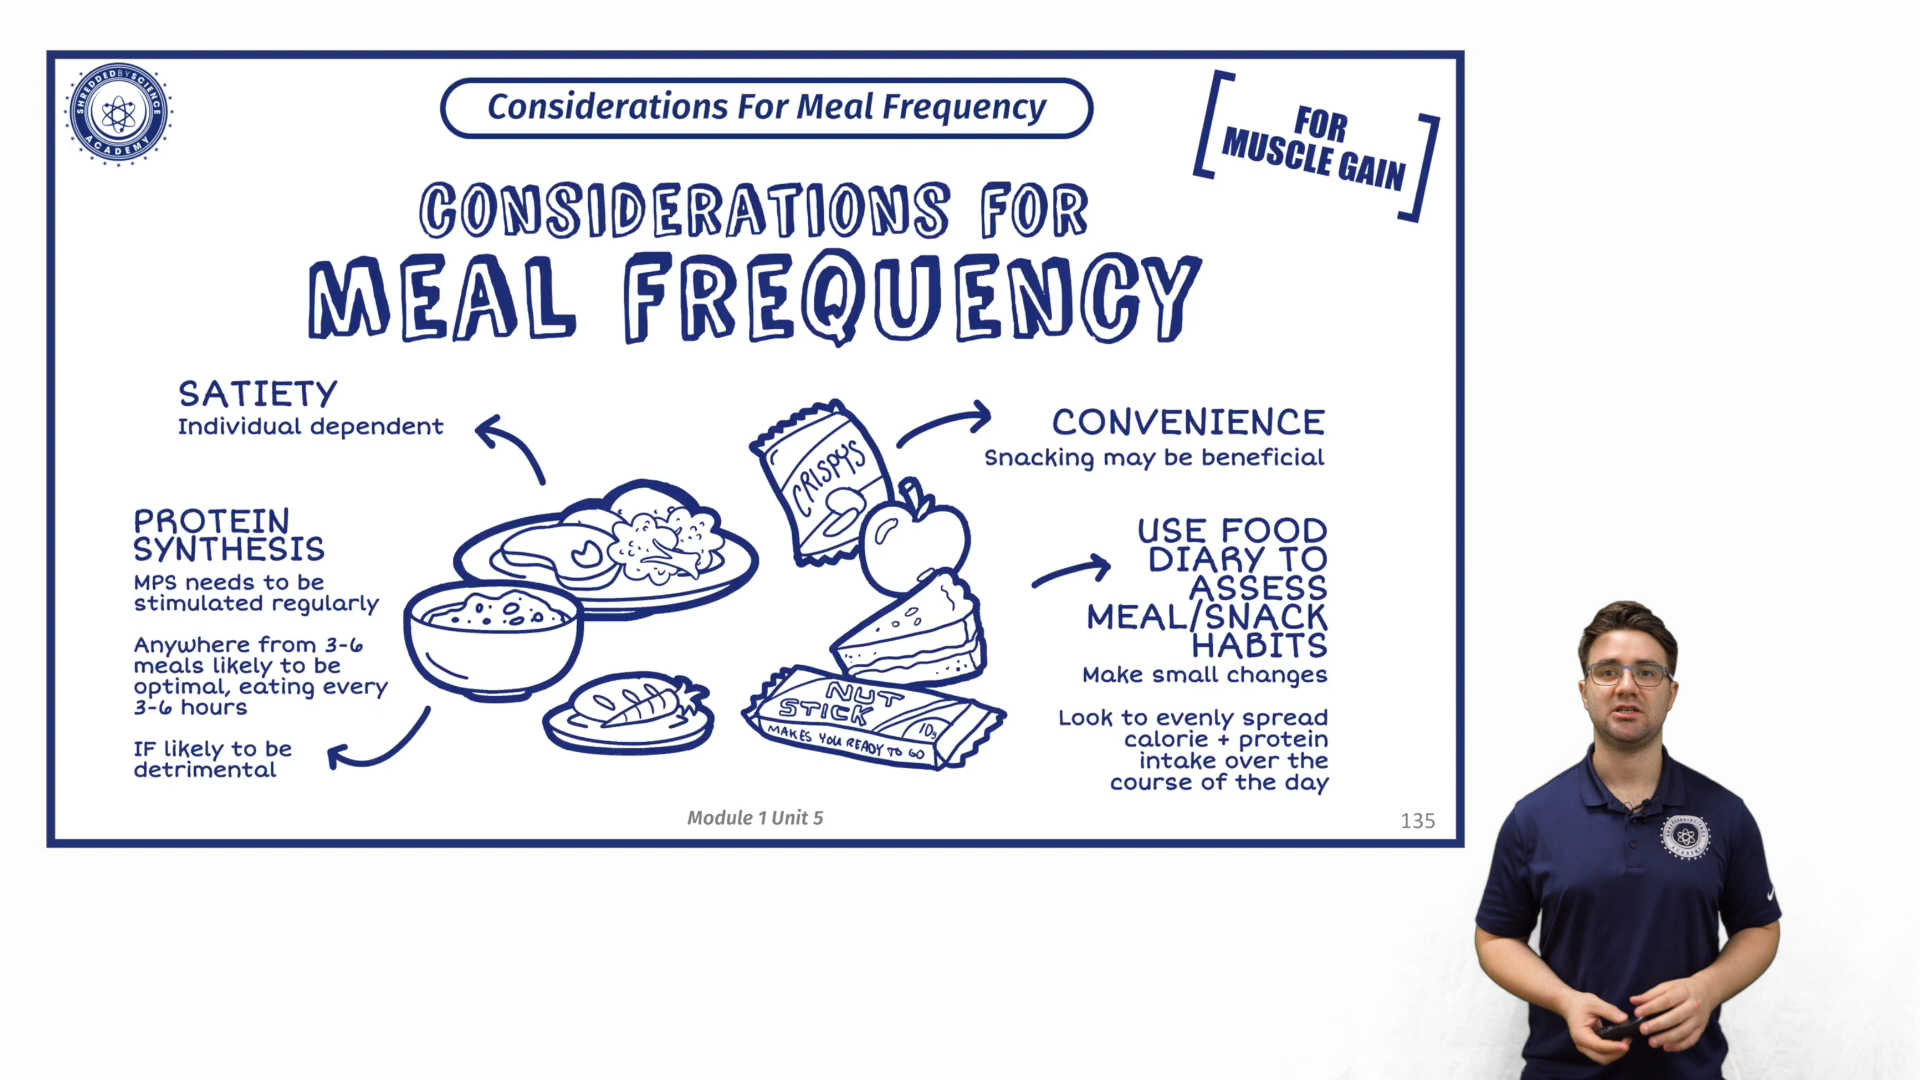 SHREDDEDBYSCIENCE
ACADEMY
Considerations For Meal Frequency
FOR
MUSCLE GAIN
CONSIDERATIONS FOR
MEAL FREQUENCY
SATIETY
Individual dependent
PROTEIN
SYNTHESIS
MPS needs to be
stimulated regularly
Anywhere from 3-6
meals likely to be
optimal, eating every
3-6 hours
IF likely to be
detrimental
CRISPY'S
NUT
STICK
10g
MAKES YOU READY TO GO
CONVENIENCE
Snacking may be beneficial
USE FOOD
DIARY TO
ASSESS
MEAL/SNACK
HABITS
Make small changes
Look to evenly spread
calorie + protein
intake over the
course of the day
Module 1 Unit 5
135